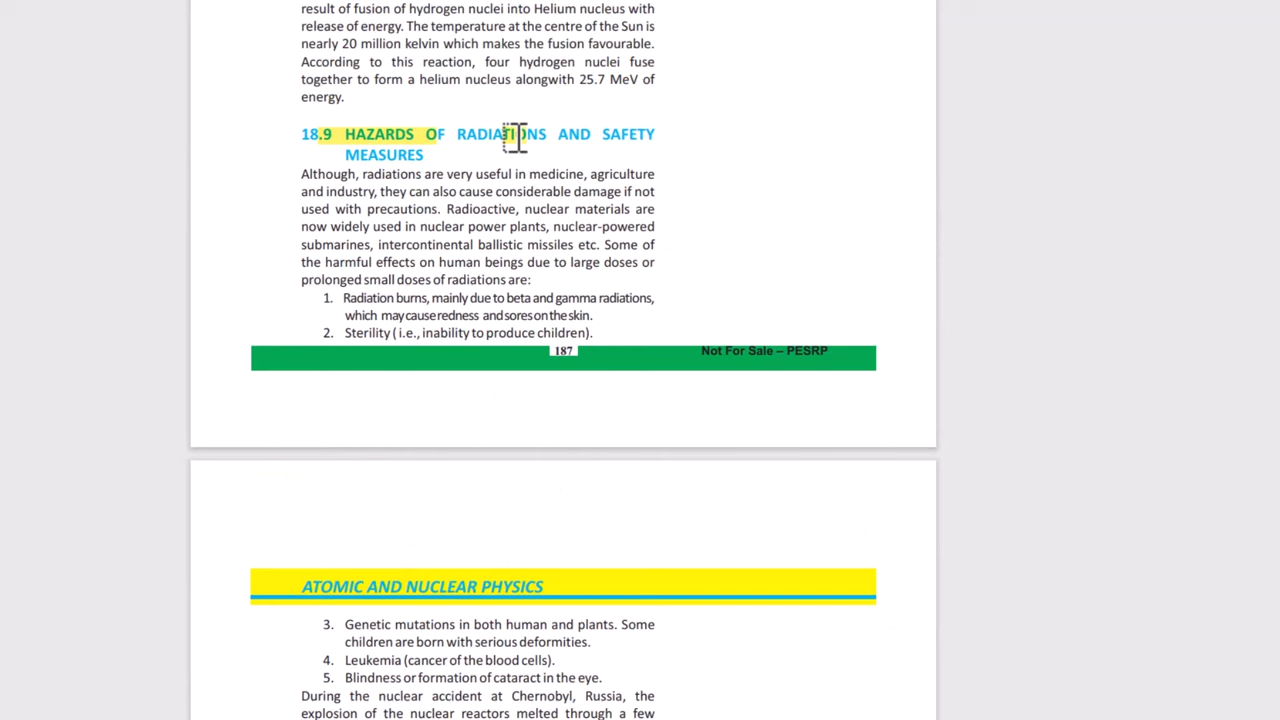 result of fusion of hydrogen nuclei into Helium nucleus with
release of energy. The temperature at the centre of the Sun is
nearly 20 million kelvin which makes the fusion favourable.
According to this reaction, four hydrogen nuclei fuse
together to form a helium nucleus alongwith 25.7 MeV of
energy.
18.9 HAZARDS OF RADIATIONS AND SAFETY
MEASURES
Although, radiations are very useful in medicine, agriculture
and industry, they can also cause considerable damage if not
used with precautions. Radioactive, nuclear materials are
now widely used in nuclear power plants, nuclear-powered
submarines, intercontinental ballistic missiles etc. Some of
the harmful effects on human beings due to large doses or
prolonged small doses of radiations are:
1. Radiation burns, mainly due to beta and gamma radiations,
which may cause redness and sores on the skin.
2. Sterility ( i.e., inability to produce children).
187 Not For Sale – PESRP
ATOMIC AND NUCLEAR PHYSICS
3. Genetic mutations in both human and plants. Some
children are born with serious deformities.
4. Leukemia (cancer of the blood cells).
5. Blindness or formation of cataract in the eye.
During the nuclear accident at Chernobyl, Russia, the
explosion of the nuclear reactors melted through a few